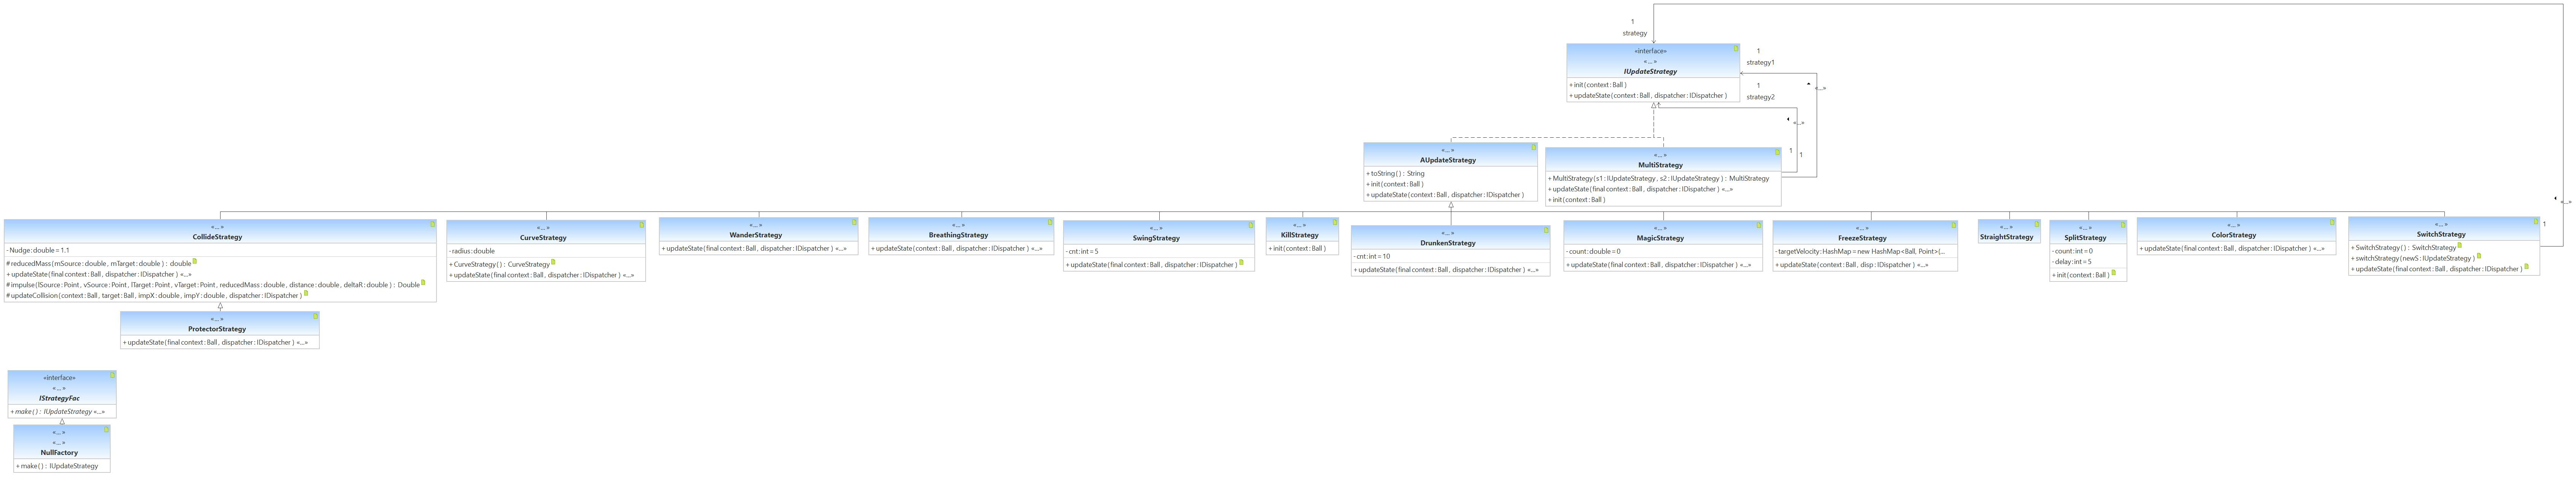 1
strategy
«interface»
«...»
IUpdateStrategy
+init(context:Ball)
+updateState(context:Ball, dispatcher:IDispatcher)
1
strategy1
1
strategy2
«...»
«...»
1
1
«...»
1
«...»
AUpdateStrategy
+toString(): String
+init(context:Ball)
+updateState(context:Ball, dispatcher:IDispatcher)
«...»
MultiStrategy
+MultiStrategy(s1:IUpdateStrategy, s2:IUpdateStrategy): MultiStrategy
+updateState(final context:Ball, dispatcher:IDispatcher) «...»
+init(context:Ball)
«...»
CollideStrategy
-Nudge:double=1.1
#reducedMass(mSource:double, mTarget:double): double
+updateState(final context:Ball, dispatcher:IDispatcher) «...»
#impulse(lSource:Point, vSource:Point, lTarget:Point, vTarget:Point, reducedMass:double, distance:double, deltaR:double): Double
#updateCollision(context:Ball, target:Ball, impX:double, impY:double, dispatcher:IDispatcher)
«...»
CurveStrategy
-radius:double
+CurveStrategy(): CurveStrategy
+updateState(final context:Ball, dispatcher:IDispatcher) «...»
«...»
WanderStrategy
+updateState(final context:Ball, dispatcher:IDispatcher) «...»
«...»
BreathingStrategy
+updateState(context:Ball, dispatcher:IDispatcher) «...»
«...»
SwingStrategy
-cnt:int=5
+updateState(final context:Ball, dispatcher:IDispatcher)
«...»
KillStrategy
+init(context:Ball)
«...»
DrunkenStrategy
-cnt:int=10
+updateState(final context:Ball, dispatcher:IDispatcher) «...»
«...»
MagicStrategy
-count:double=0
+updateState(final context:Ball, dispatcher:IDispatcher) «...»
«...»
FreezeStrategy
-targetVelocity:HashMap=new HashMap<Ball, Point>(...
+updateState(context:Ball, disp:IDispatcher) «...»
«...»
StraightStrategy
«...»
SplitStrategy
-count:int=0
-delay:int=5
+init(context:Ball)
«...»
ColorStrategy
+updateState(final context:Ball, dispatcher:IDispatcher) «...»
«...»
SwitchStrategy
+SwitchStrategy(): SwitchStrategy
+switchStrategy(newS:IUpdateStrategy)
+updateState(final context:Ball, dispatcher:IDispatcher)
«...»
ProtectorStrategy
+updateState(final context:Ball, dispatcher:IDispatcher) «...»
«interface»
«...»
IStrategyFac
+make(): IUpdateStrategy «...»
«...»
«...»
NullFactory
+make(): IUpdateStrategy